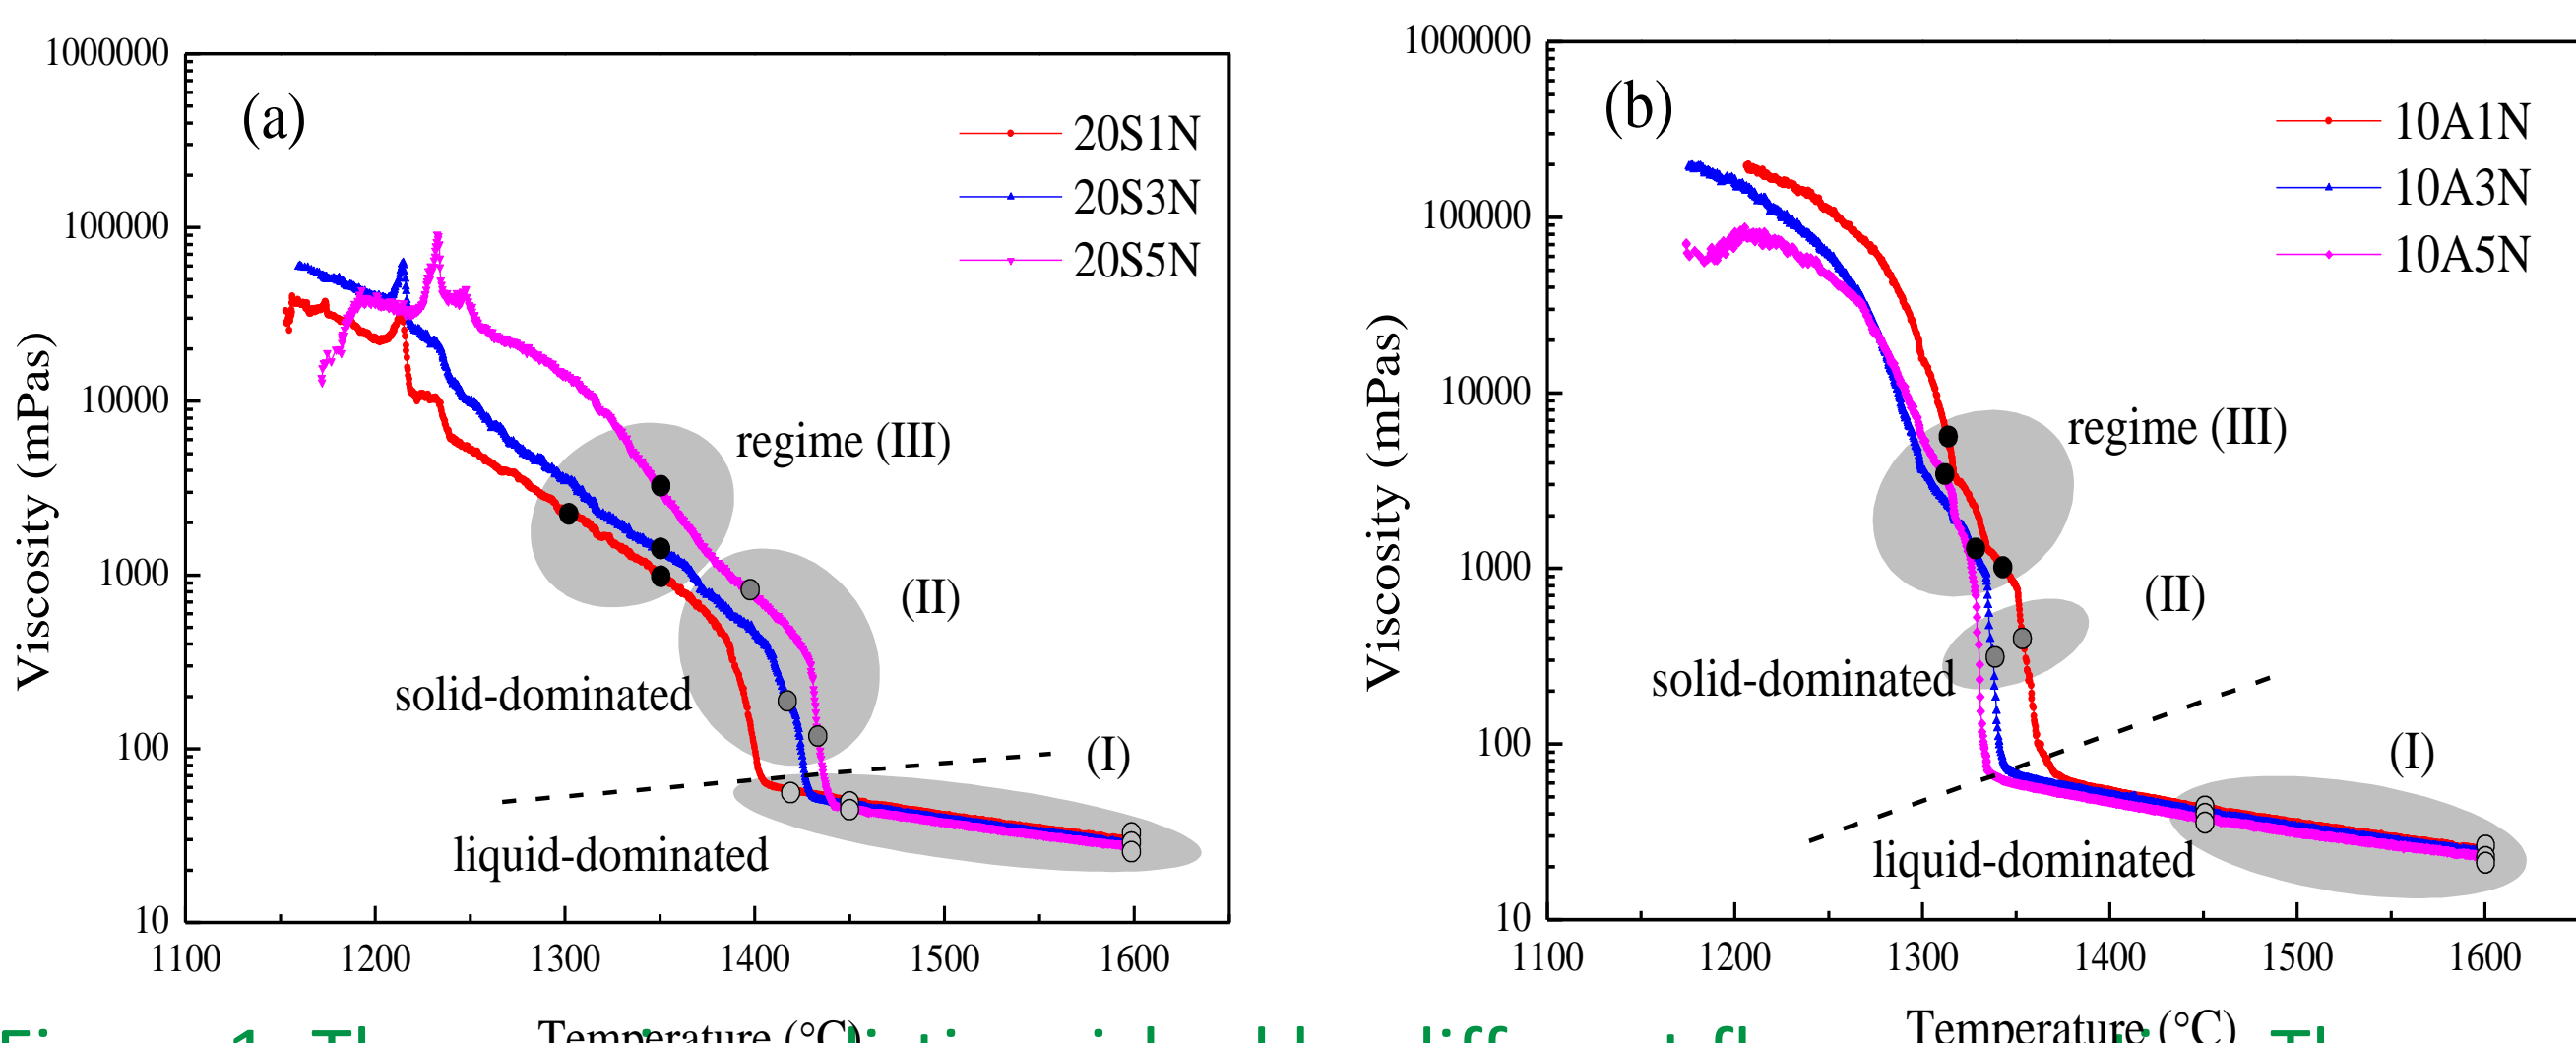 (a)
1000000
100000
10000
1000
100
10
Viscosity (mPas)
20S1N
20S3N
20S5N
regime (III)
(II)
solid-dominated
(I)
liquid-dominated
1100 1200 1300 1400 1500 1600
Temperature (°C)
(b)
1000000
100000
10000
1000
100
10
Viscosity (mPas)
10A1N
10A3N
10A5N
regime (III)
(II)
solid-dominated
(I)
liquid-dominated
1100 1200 1300 1400 1500 1600
Temperature (°C)